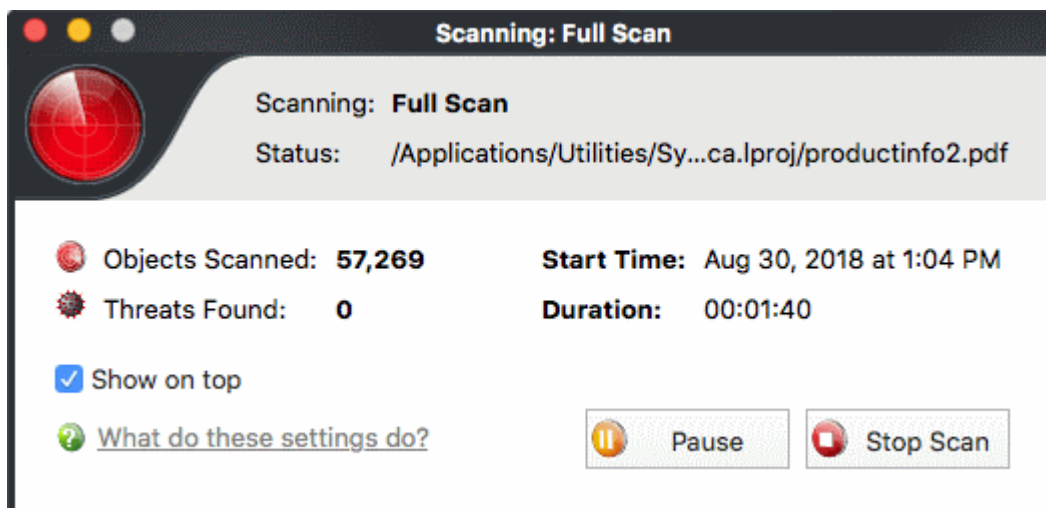 Scanning: Full Scan
Scanning: Full Scan
Status: /Applications/Utilities/Sy...ca.lproj/productinfo2.pdf
Objects Scanned: 57,269 Start Time: Aug 30, 2018 at 1:04 PM
Threats Found: 0 Duration: 00:01:40
Show on top
What do these settings do? Pause Stop Scan